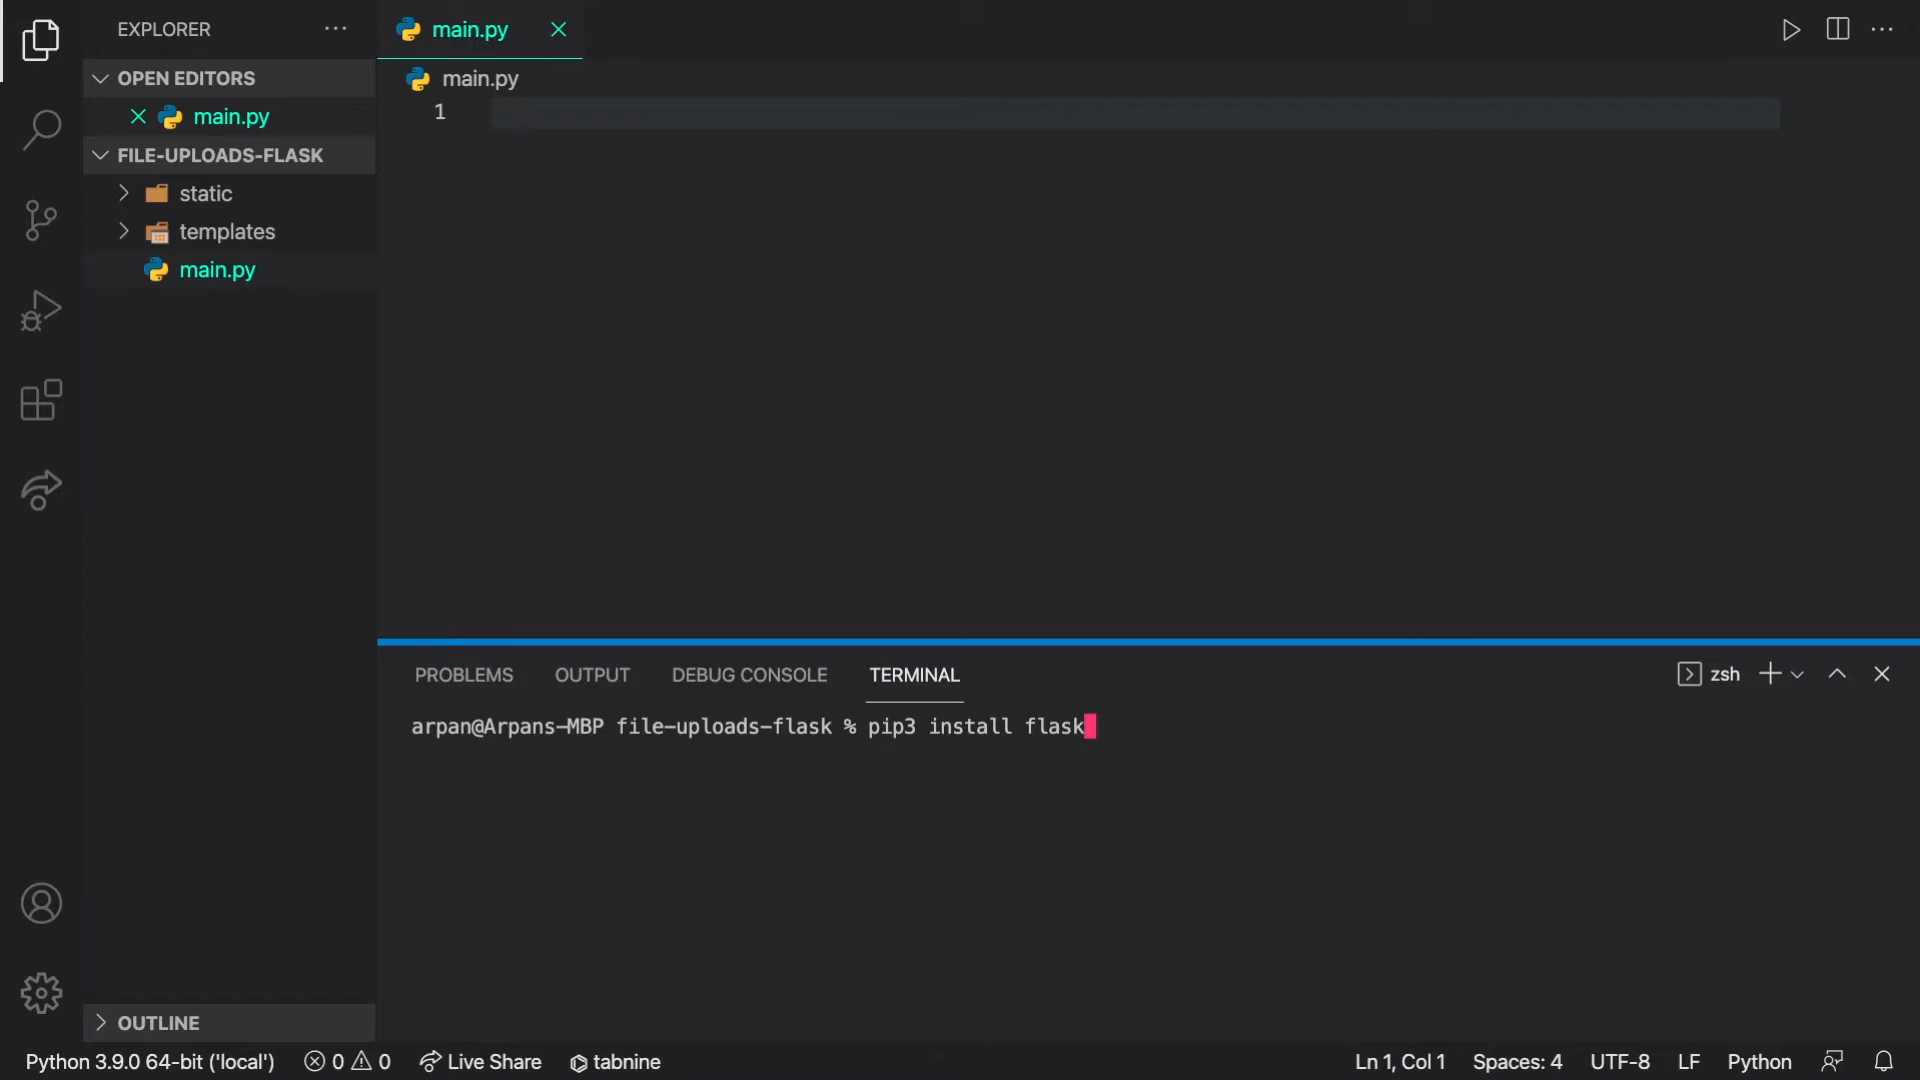 EXPLORER
main.py
OPEN EDITORS
main.py
FILE-UPLOADS-FLASK
static
templates
main.py
OUTLINE
main.py
1
PROBLEMS OUTPUT DEBUG CONSOLE TERMINAL
zsh
arpan@Arpans-MBP file-uploads-flask % pip3 install flask
Python 3.9.0 64-bit ('local') 0 0 Live Share tabnine Ln 1, Col 1 Spaces: 4 UTF-8 LF Python